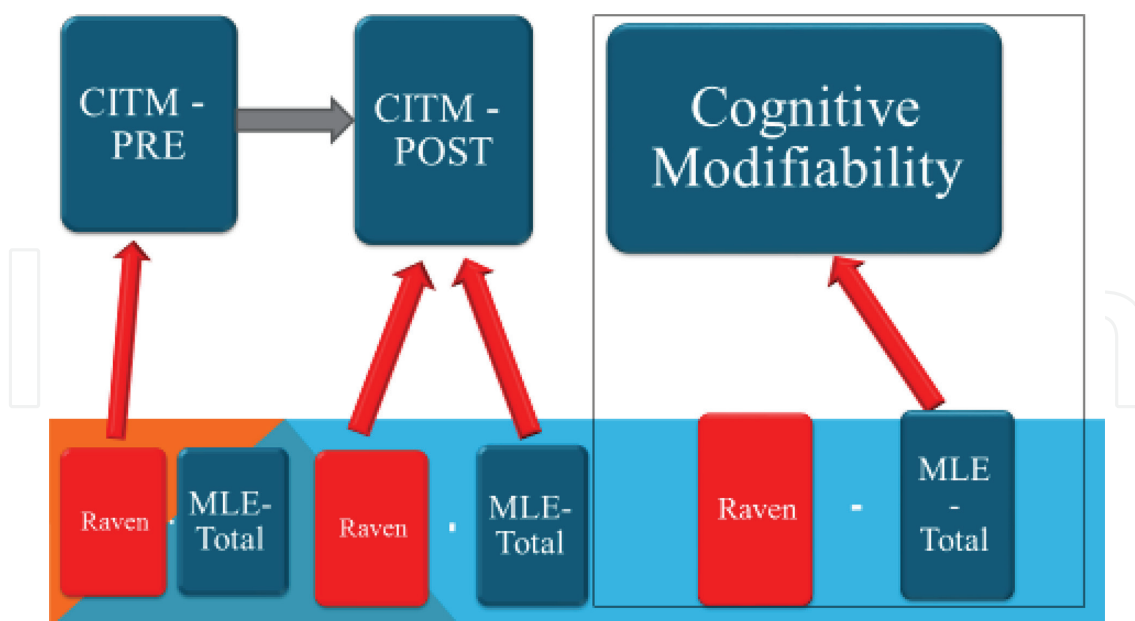 CITM -
PRE
CITM -
POST
Cognitive
Modifiability
Raven
MLE-
Total
Raven
MLE-
Total
Raven
-
MLE
-
Total